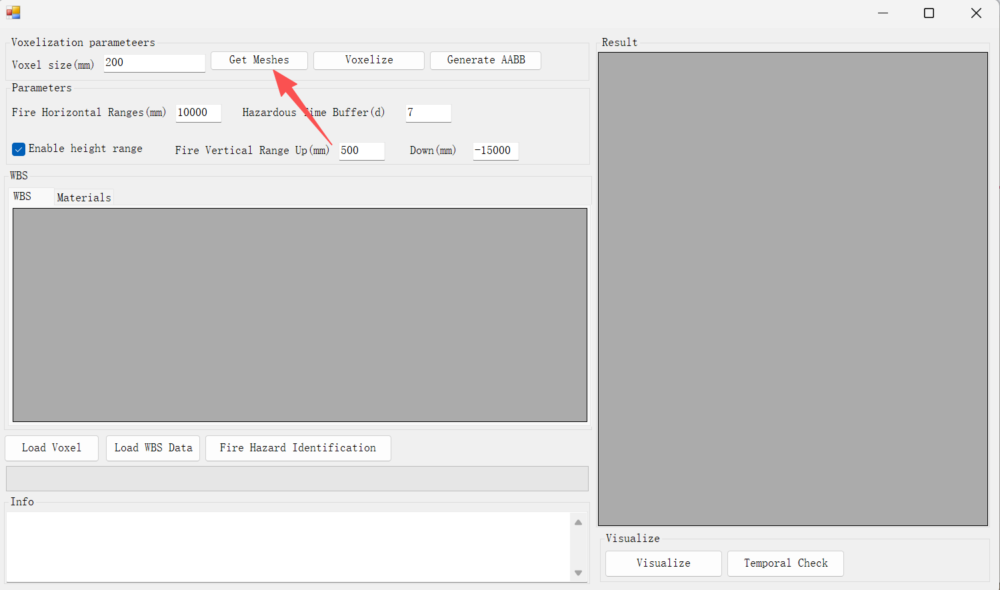 Voxelization parameteers
Voxel size(mm) 200 Get Meshes Voxelize Generate AABB
Parameters
Fire Horizontal Ranges(mm) 10000 Hazardous Time Buffer(d) 7
Enable height range Fire Vertical Range Up(mm) 500 Down(mm) -15000
WBS
WBS Materials
Load Voxel Load WBS Data Fire Hazard Identification
Info
Result
Visualize
Visualize Temporal Check